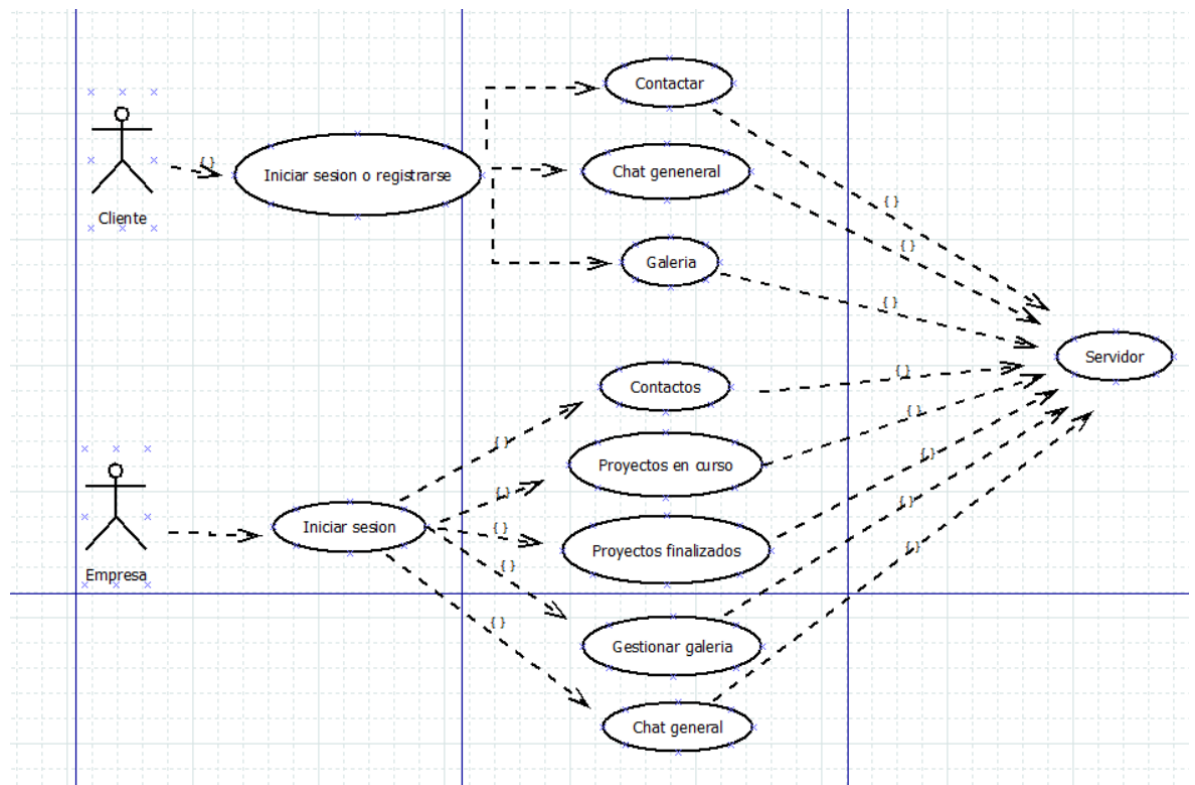 Contactar
{ }
Iniciar sesion o registrarse
Chat geneneral
Cliente
{ }
{ }
Galeria
{ }
Servidor
Contactos
{ }
{ }
{ }
Proyectos en curso
{ }
{ }
{ }
Iniciar sesion
{ }
Proyectos finalizados
{ }
{ }
Empresa
{ }
Gestionar galeria
Chat general